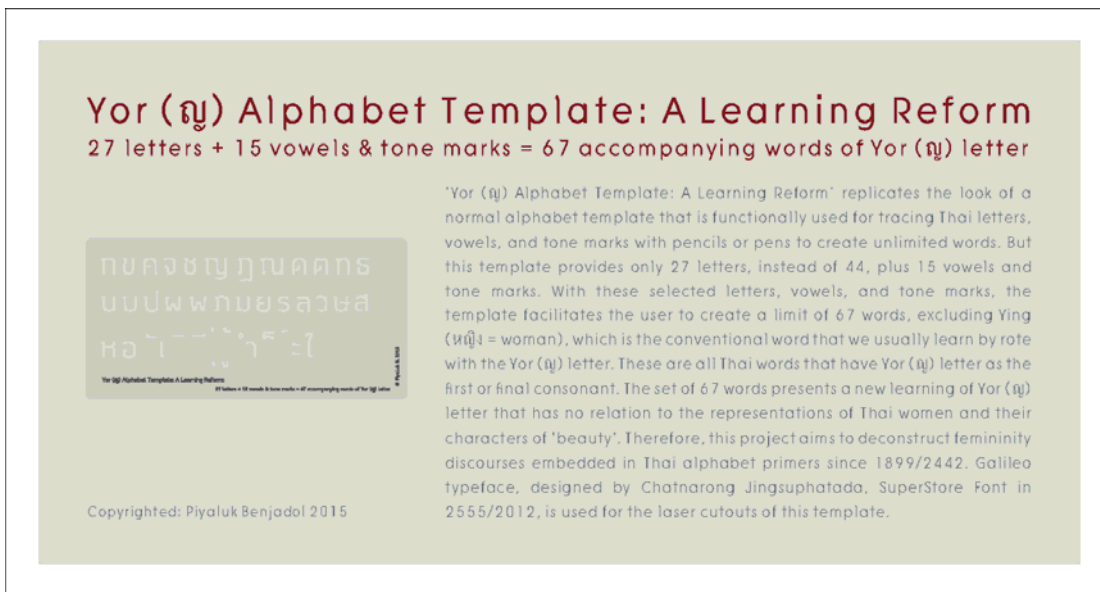 Yor (ญ) Alphabet Template: A Learning Reform
27 letters + 15 vowels & tone marks = 67 accompanying words of Yor (ญ) letter
'Yor (ญ) Alphabet Template: A Learning Reform' replicates the look of a
normal alphabet template that is functionally used for tracing Thai letters,
vowels, and tone marks with pencils or pens to create unlimited words. But
this template provides only 27 letters, instead of 44, plus 15 vowels and
tone marks. With these selected letters, vowels, and tone marks, the
template facilitates the user to create a limit of 67 words, excluding Ying
(หญิง = woman), which is the conventional word that we usually learn by rote
with the Yor (ญ) letter. These are all Thai words that have Yor (ญ) letter as the
first or final consonant. The set of 67 words presents a new learning of Yor (ญ)
letter that has no relation to the representations of Thai women and their
characters of 'beauty'. Therefore, this project aims to deconstruct femininity
discourses embedded in Thai alphabet primers since 1899/2442. Galileo
typeface, designed by Chatnarong Jingsuphatada, SuperStore Font in
2555/2012, is used for the laser cutouts of this template.
กขคจชญฎณดตทธ
นบปผพภมยรลวษส
หอ
Yor (ญ) Alphabet Template: A Learning Reform
27 letters + 15 vowels & tone marks = 67 accompanying words of Yor (ญ) letter
Copyrighted: Piyaluk Benjadol 2015